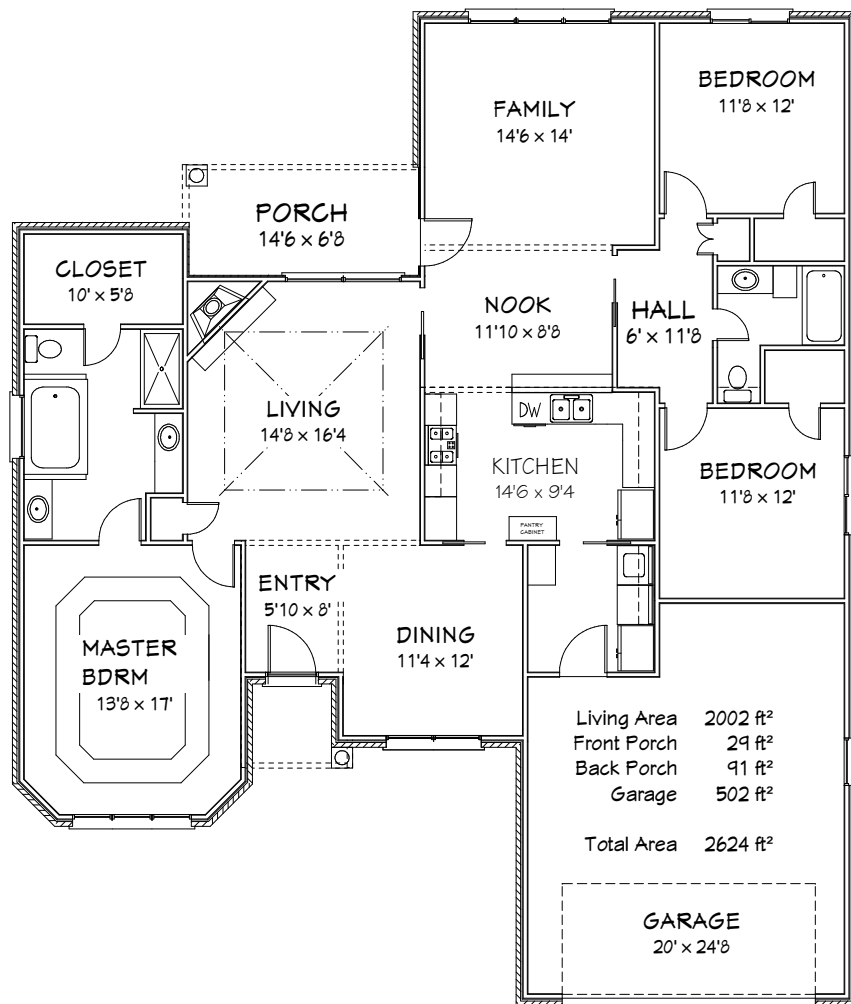 FAMILY
14'6 x 14'
BEDROOM
11'8 x 12'
PORCH
14'6 x 6'8
CLOSET
10' x 5'8
NOOK
11'10 x 8'8
HALL
6' x 11'8
LIVING
14'8 x 16'4
DW
KITCHEN
14'6 x 9'4
BEDROOM
11'8 x 12'
PANTRY
CABINET
ENTRY
5'10 x 8'
DINING
11'4 x 12'
MASTER
BDRM
13'8 x 17'
Living Area 2002 ft²
Front Porch 29 ft²
Back Porch 91 ft²
Garage 502 ft²
Total Area 2624 ft²
GARAGE
20' x 24'8